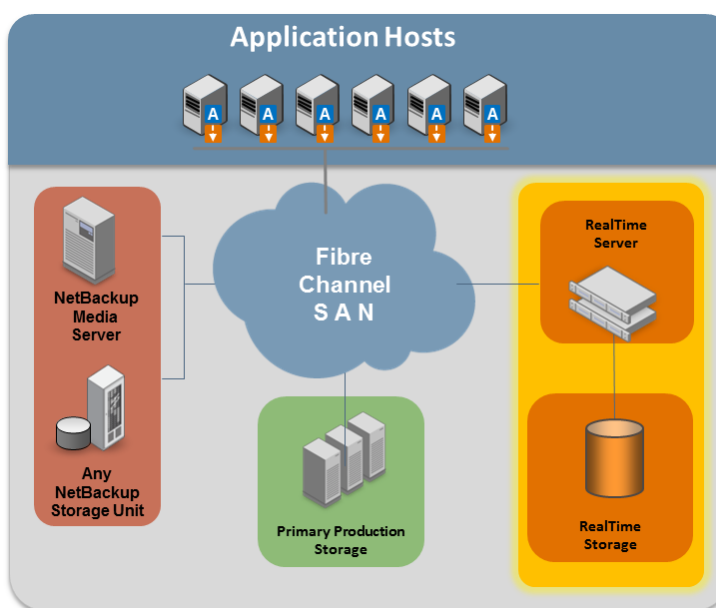 Application Hosts
A A A A A A
Fibre
Channel
S A N
NetBackup
Media
Server
Any
NetBackup
Storage Unit
Primary Production
Storage
RealTime
Server
RealTime
Storage